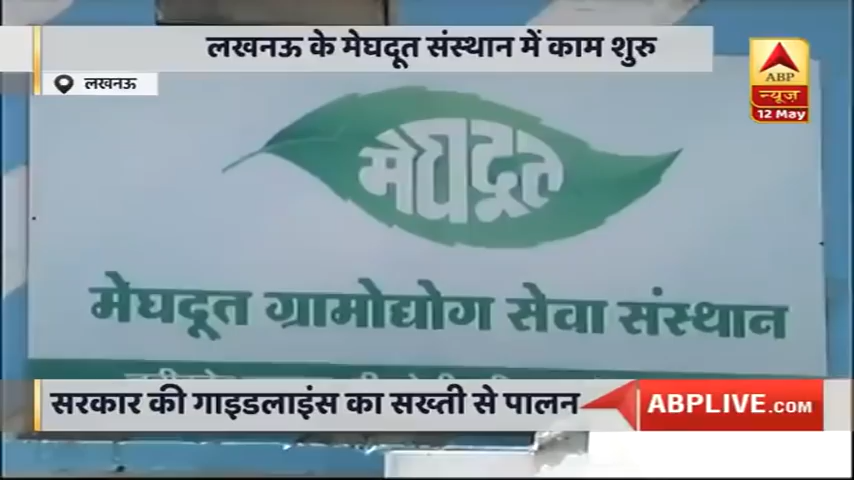 लखनऊ के मेघदूत संस्थान में काम शुरु
लखनऊ
ABP
न्यूज़
12 May
मेघदूत
मेघदूत ग्रामोद्योग सेवा संस्थान
सरकार की गाइडलाइंस का सख्ती से पालन
ABPLIVE.COM